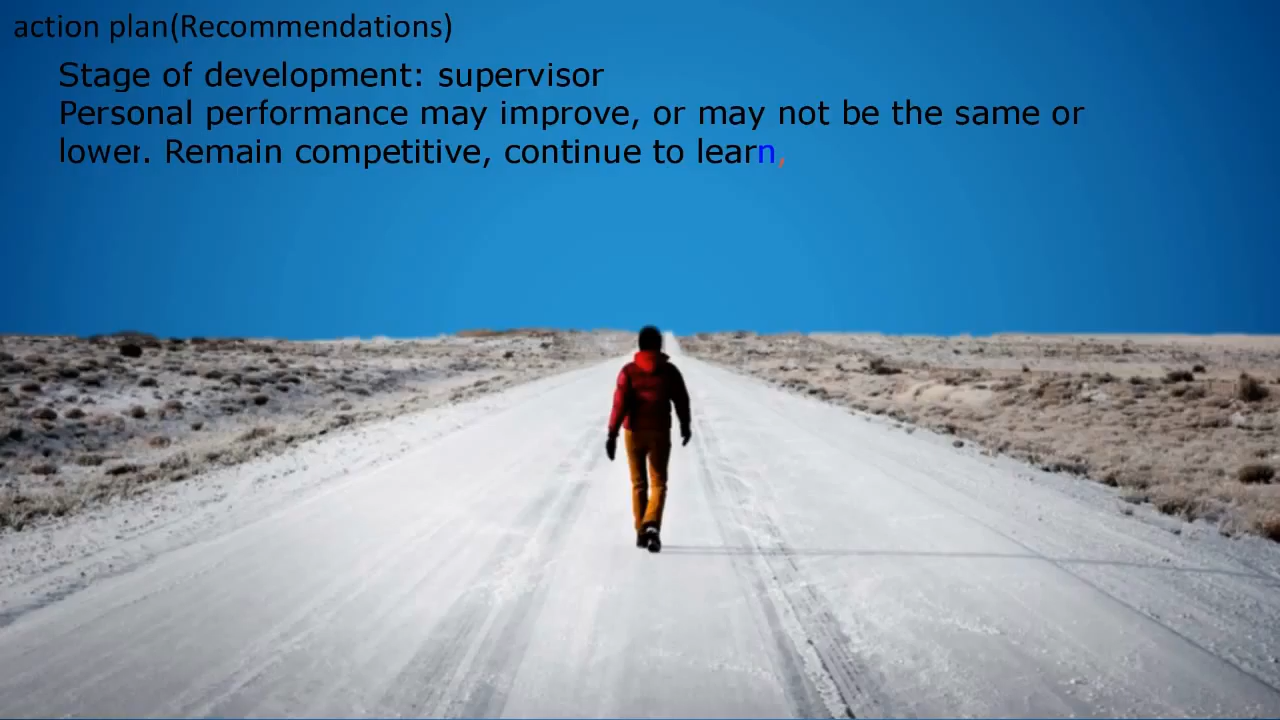 action plan(Recommendations)
Stage of development: supervisor
Personal performance may improve, or may not be the same or
lower. Remain competitive, continue to learn,